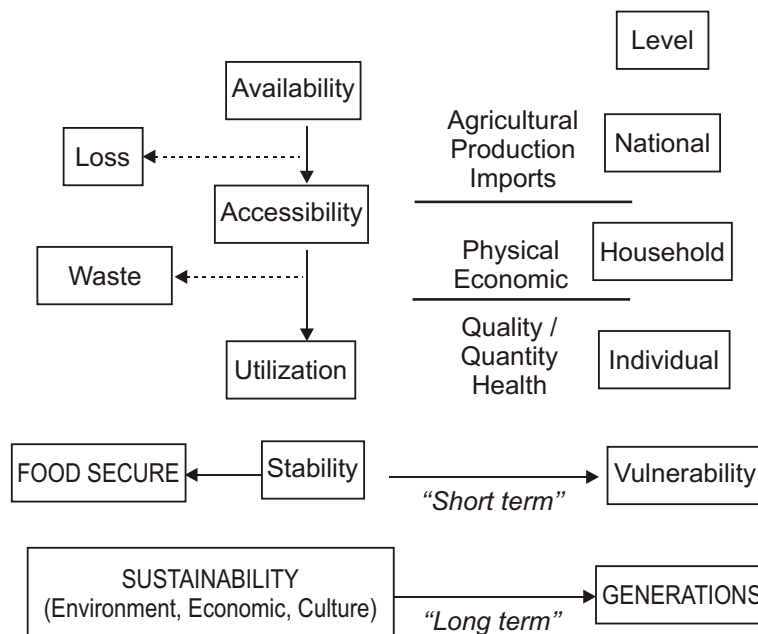 Level
Availability
Agricultural
Production
Imports
National
Loss
Accessibility
Physical
Economic
Household
Waste
Quality /
Quantity
Health
Individual
Utilization
FOOD SECURE
Stability
“Short term”
Vulnerability
SUSTAINABILITY
(Environment, Economic, Culture)
“Long term”
GENERATIONS